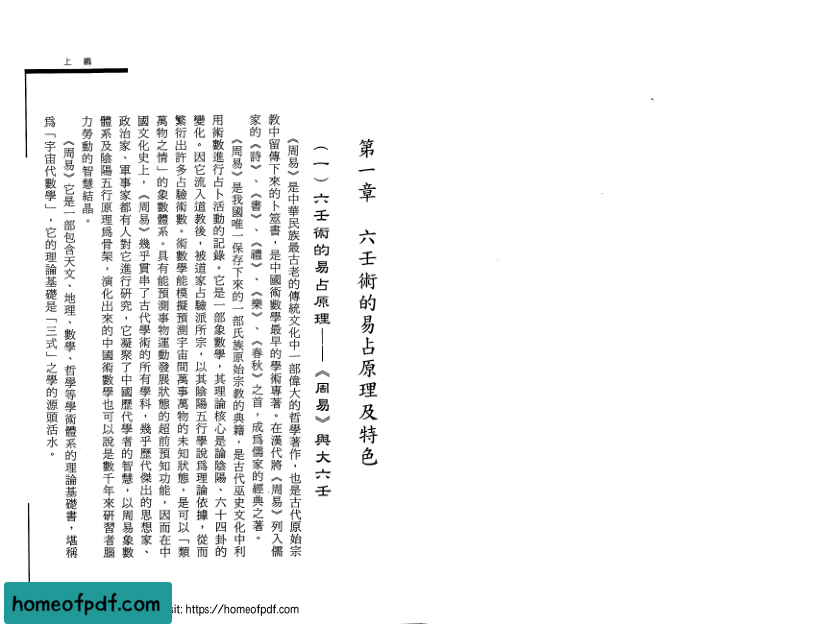 上編
第一章　六壬術的易占原理及特色
（一）六壬術的易占原理——《周易》與大六壬
《周易》是中華民族最古老的傳統文化中一部偉大的哲學著作，也是古代原始宗
教中留傳下來的卜筮書，是中國術數學最早的學術專著。在漢代將《周易》列入儒
家的《詩》、《書》、《禮》、《樂》、《春秋》之首，成爲儒家的經典之著。
《周易》是我國唯一保存下來的一部氏族原始宗教的典籍，是古代巫史文化中利
用術數進行占卜活動的記錄。它是一部象數學，其理論核心是論陰陽、六十四卦的
變化。因它流入道教後，被道家占驗派所宗，以其陰陽五行學說爲理論依據，從而
繁衍出許多占驗術數。術數學能模擬預測宇宙間萬事萬物的未知狀態，是可以「類
萬物之情」的象數體系。具有能預測事物運動發展狀態的超前預知功能，因而在中
國文化史上，《周易》幾乎貫串了古代學術的所有學科，幾乎歷代傑出的思想家、
政治家、軍事家都有人對它進行研究，它凝聚了中國歷代學者的智慧，以周易象數
體系及陰陽五行原理爲骨架，演化出來的中國術數學也可以說是數千年來研習者腦
力勞動的智慧結晶。
《周易》它是一部包含天文、地理、數學、哲學等學術體系的理論基礎書，堪稱
爲「宇宙代數學」，它的理論基礎是「三式」之學的源頭活水。
homeofpdf.com
sit: https://homeofpdf.com